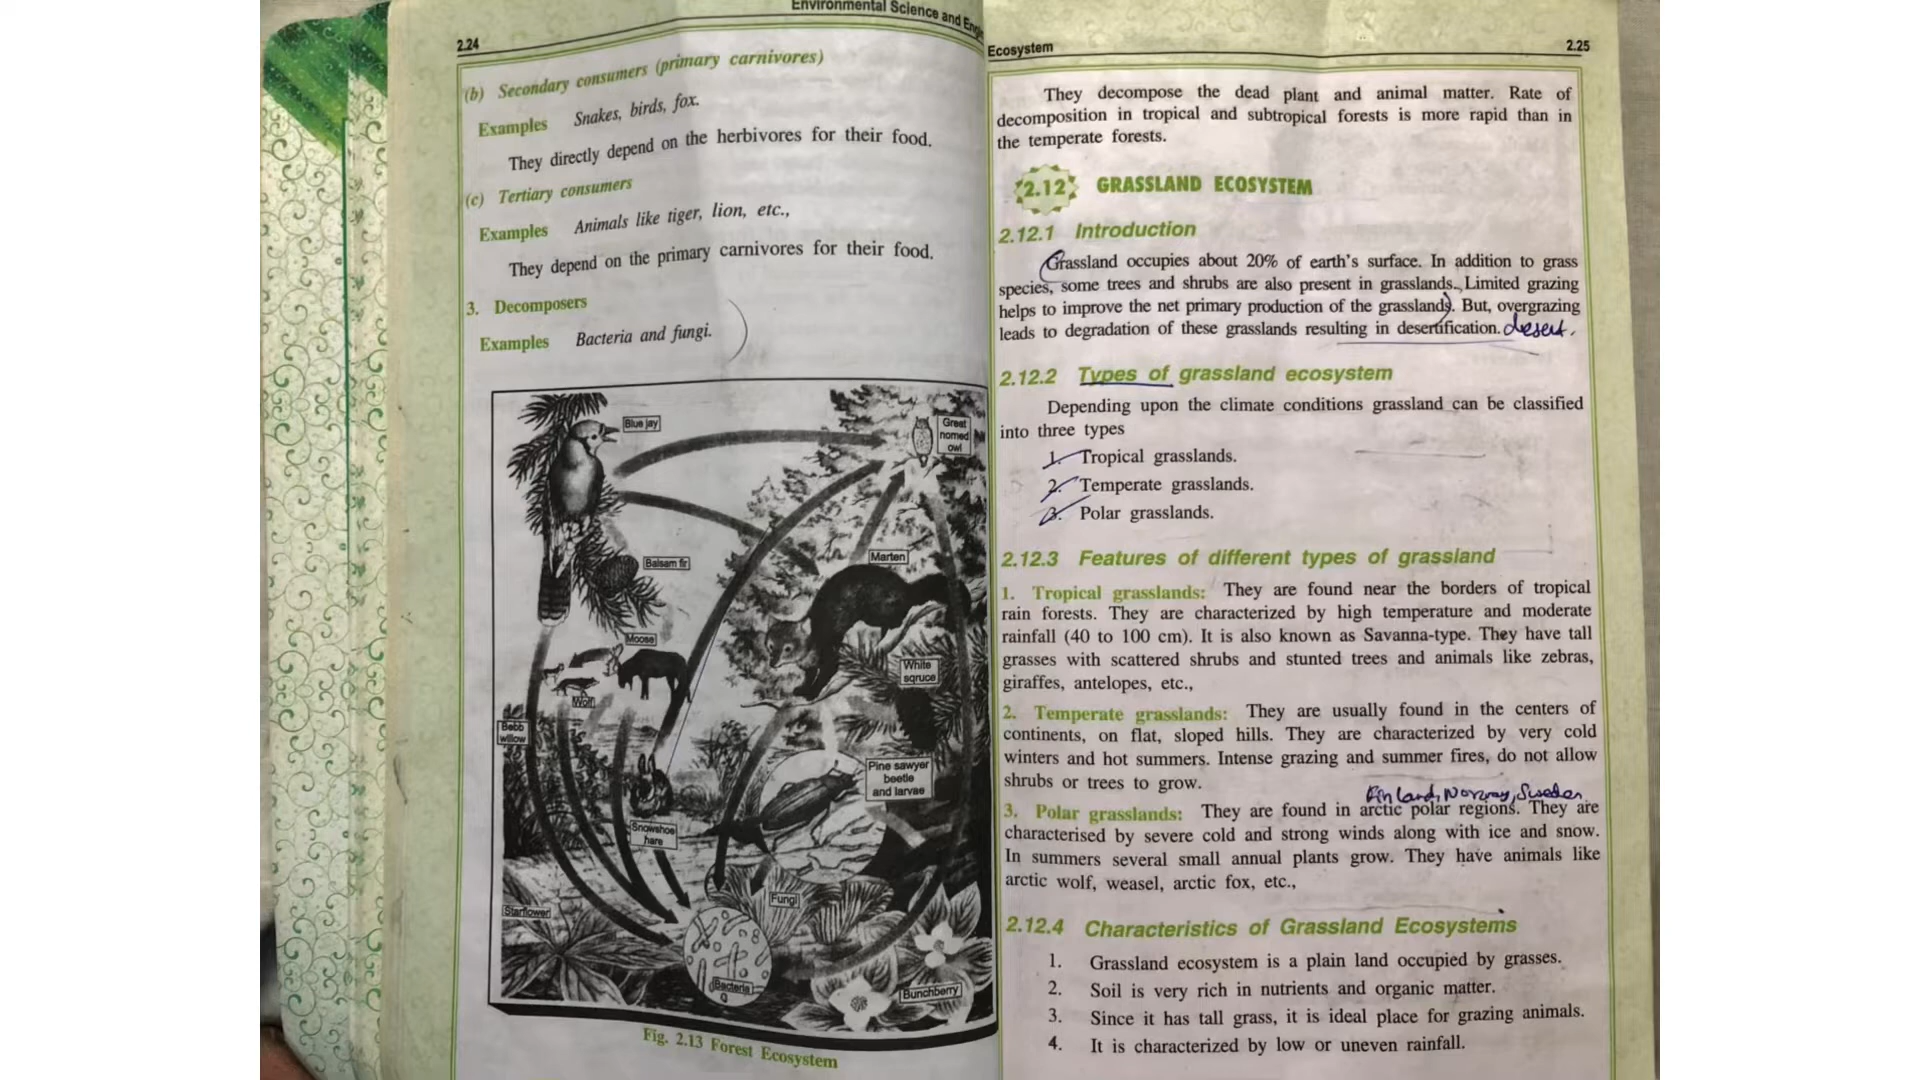 2.24
Environmental Science and
(b) Secondary consumers (primary carnivores)
Examples Snakes, birds, fox.
They directly depend on the herbivores for their food.
(c) Tertiary consumers
Examples Animals like tiger, lion, etc.,
They depend on the primary carnivores for their food.
3. Decomposers
Examples Bacteria and fungi.
Blue jay
Great
nomed
owl
Balsam fir
Marten
Moose
White
sqruce
Wolf
Bebb
willow
Pine sawyer
beetle
and larvae
Snowshoe
hare
Fungi
Starflower
Bacteria
Bunchberry
Fig. 2.13 Forest Ecosystem
Ecosystem 2.25
They decompose the dead plant and animal matter. Rate of
decomposition in tropical and subtropical forests is more rapid than in
the temperate forests.
2.12 GRASSLAND ECOSYSTEM
2.12.1 Introduction
Grassland occupies about 20% of earth's surface. In addition to grass
species, some trees and shrubs are also present in grasslands. Limited grazing
helps to improve the net primary production of the grasslands. But, overgrazing
leads to degradation of these grasslands resulting in desertification. desert.
2.12.2 Types of grassland ecosystem
Depending upon the climate conditions grassland can be classified
into three types
1. Tropical grasslands.
2. Temperate grasslands.
3. Polar grasslands.
2.12.3 Features of different types of grassland
1. Tropical grasslands: They are found near the borders of tropical
rain forests. They are characterized by high temperature and moderate
rainfall (40 to 100 cm). It is also known as Savanna-type. They have tall
grasses with scattered shrubs and stunted trees and animals like zebras,
giraffes, antelopes, etc.,
2. Temperate grasslands: They are usually found in the centers of
continents, on flat, sloped hills. They are characterized by very cold
winters and hot summers. Intense grazing and summer fires, do not allow
shrubs or trees to grow.
Finland, Norway, Sweden
3. Polar grasslands: They are found in arctic polar regions. They are
characterised by severe cold and strong winds along with ice and snow.
In summers several small annual plants grow. They have animals like
arctic wolf, weasel, arctic fox, etc.,
2.12.4 Characteristics of Grassland Ecosystems
1. Grassland ecosystem is a plain land occupied by grasses.
2. Soil is very rich in nutrients and organic matter.
3. Since it has tall grass, it is ideal place for grazing animals.
4. It is characterized by low or uneven rainfall.